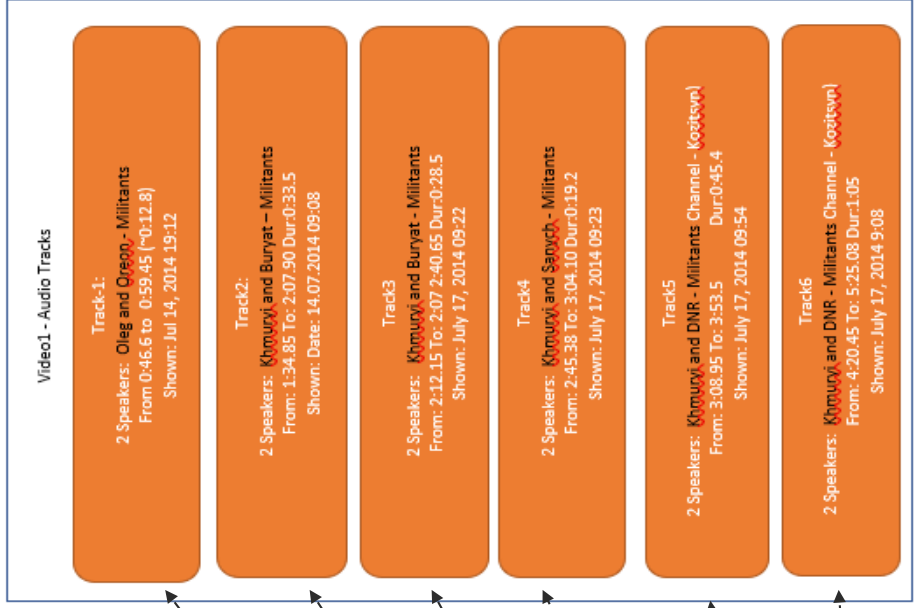 Video1 - Audio Tracks
Track-1:
2 Speakers: Oleg and Oreon - Militants
From 0:46.6 to 0:59.45 (~0:12.8)
Shown: Jul 14, 2014 19:12
Track2:
2 Speakers: Khmuryi and Buryat – Militants
From: 1:34.85 To: 2:07.90 Dur:0:33.5
Shown: Date: 14.07.2014 09:08
Track3
2 Speakers: Khmuryi and Buryat - Militants
From: 2:12.15 To: 2:07 2:40.65 Dur:0:28.5
Shown: July 17, 2014 09:22
Track4
2 Speakers: Khmuryi and Sanych - Militants
From: 2:45.38 To: 3:04.10 Dur:0:19.2
Shown: July 17, 2014 09:23
Track5
2 Speakers: Khmuryi and DNR - Militants Channel - Kozitsyn)
From: 3:08.95 To: 3:53.5 Dur:0:45.4
Shown: July 17, 2014 09:54
Track6
2 Speakers: Khmuryi and DNR - Militants Channel - Kozitsyn)
From: 4:20.45 To: 5:25.08 Dur:1:05
Shown: July 17, 2014 9:08